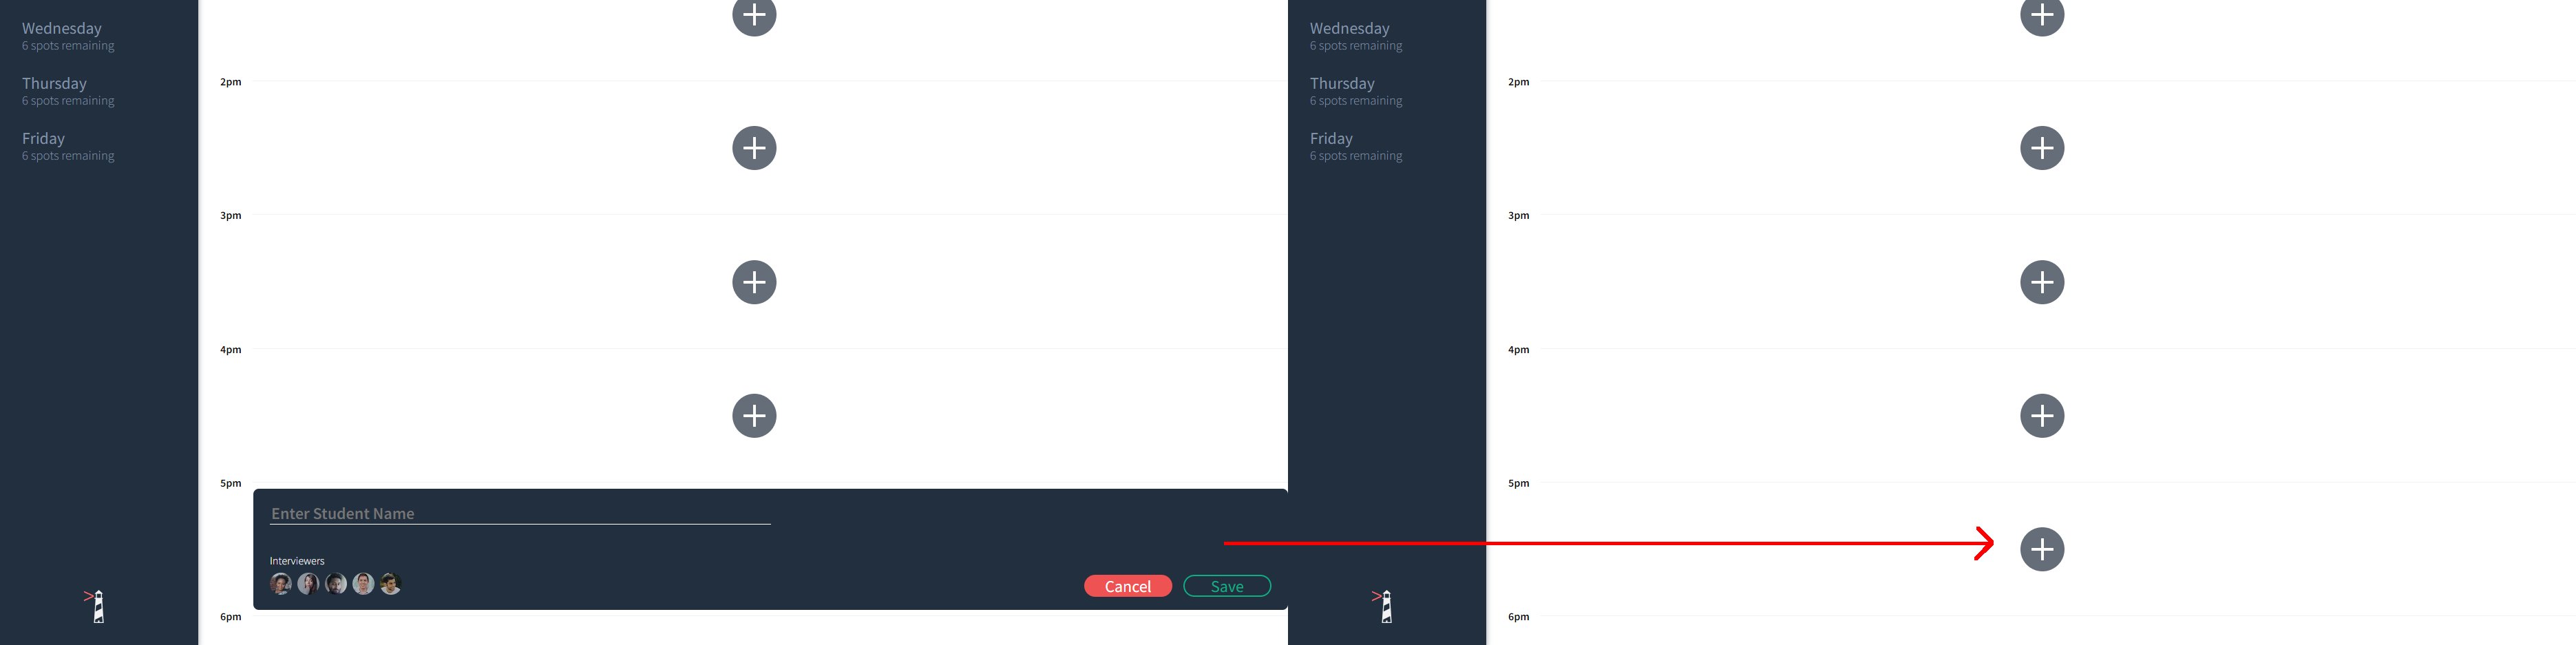 Wednesday
6 spots remaining
Thursday
6 spots remaining
Friday
6 spots remaining
2pm
3pm
4pm
5pm
Enter Student Name
Interviewers
Cancel
Save
6pm
Wednesday
6 spots remaining
Thursday
6 spots remaining
Friday
6 spots remaining
2pm
3pm
4pm
5pm
6pm